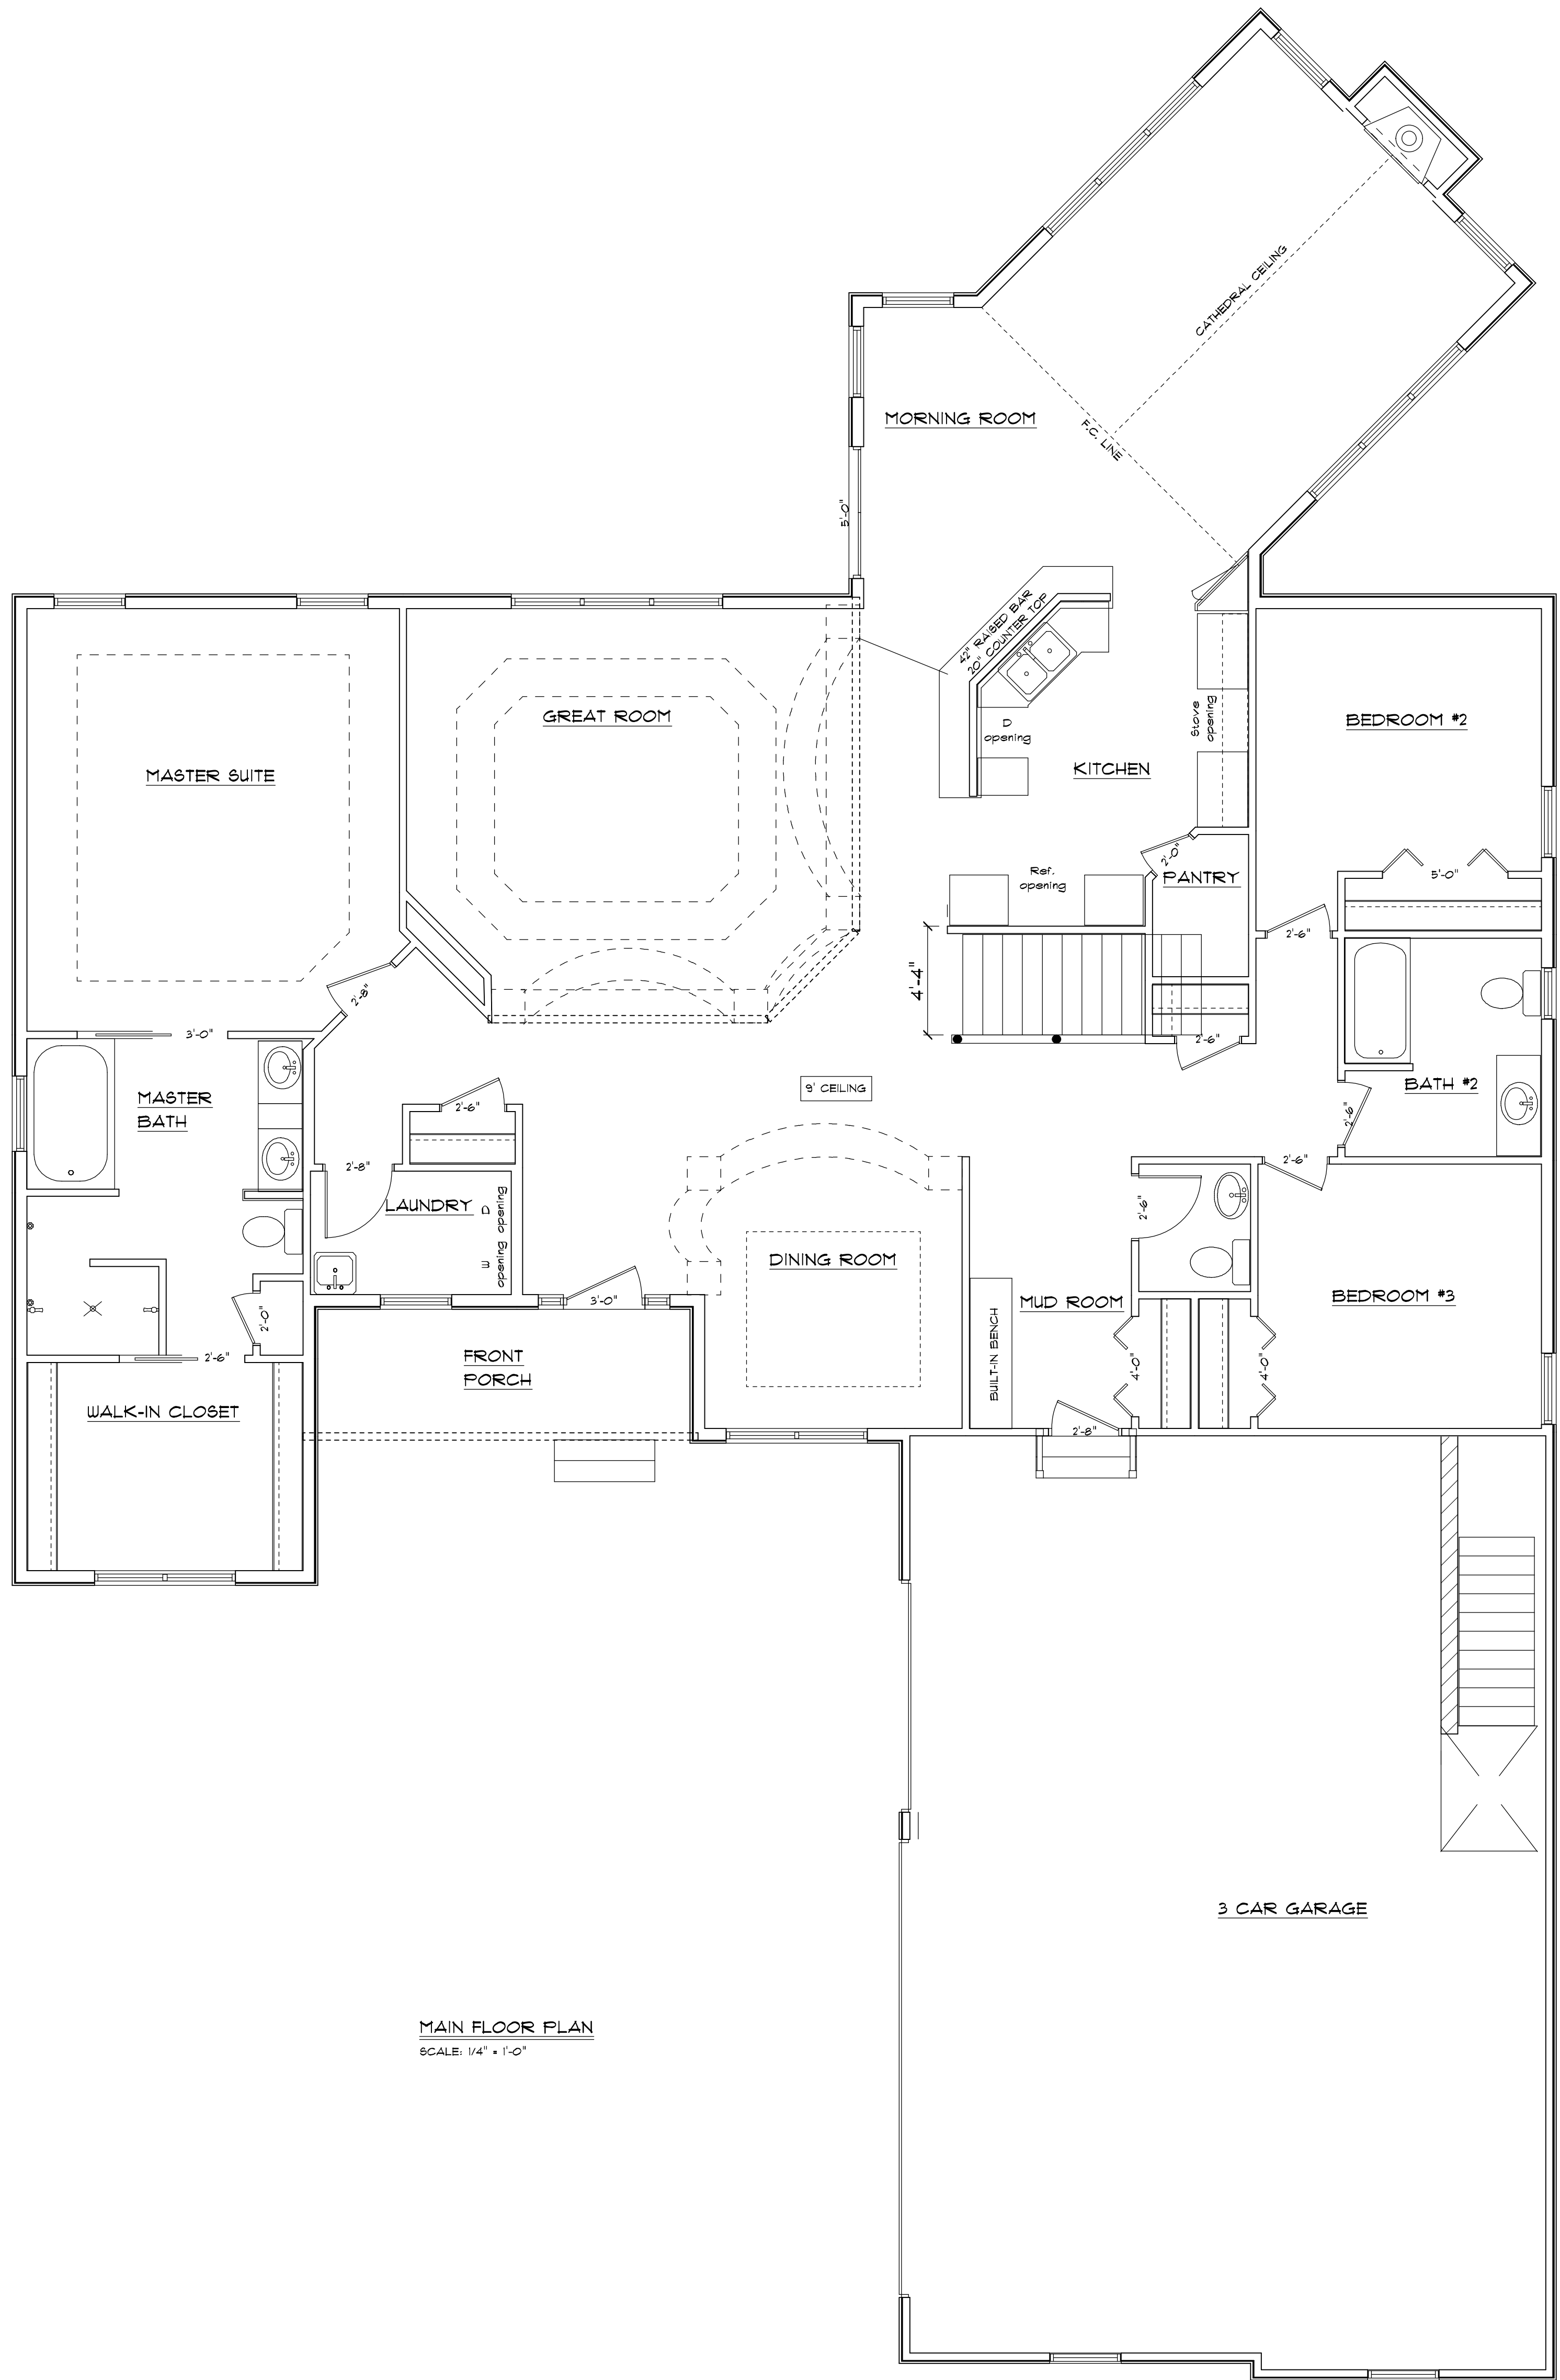 CATHEDRAL CEILING
MORNING ROOM
F.C. LINE
5'-0"
42" RAISED BAR
20" COUNTER TOP
GREAT ROOM
D
opening
Stove
opening
BEDROOM #2
MASTER SUITE
KITCHEN
2'-0"
PANTRY
Ref.
opening
5'-0"
2'-6"
4'-4"
2'-8"
3'-0"
2'-6"
9' CEILING
MASTER
BATH
BATH #2
2'-6"
2'-6"
2'-8"
2'-6"
LAUNDRY
W D
opening opening
2'-6"
DINING ROOM
3'-0"
MUD ROOM
BEDROOM #3
2'-0"
2'-6"
FRONT
PORCH
BUILT-IN BENCH
4'-0"
4'-0"
WALK-IN CLOSET
2'-8"
3 CAR GARAGE
MAIN FLOOR PLAN
SCALE: 1/4" = 1'-0"